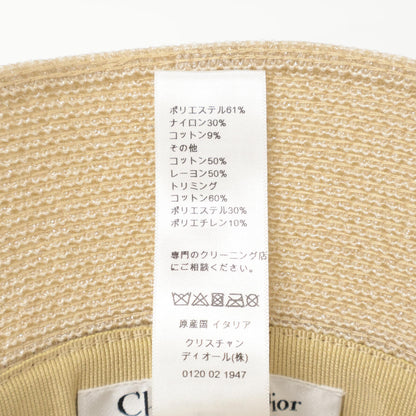 ポリエステル61%
ナイロン30%
コットン9%
その他
コットン50%
レーヨン50%
トリミング
コットン60%
ポリエステル30%
ポリエチレン10%
専門のクリーニング店
にご相談ください。
原産国 イタリア
クリスチャン
ディオール(株)
0120 02 1947